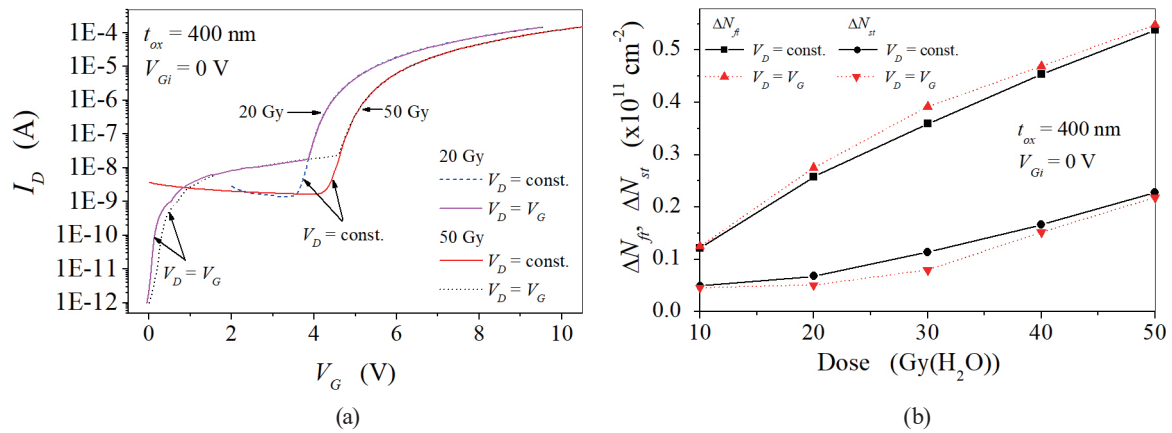 1E-4
1E-5
1E-6
1E-7
1E-8
1E-9
1E-10
1E-11
1E-12
I_D (A)
t_ox = 400 nm
V_Gi = 0 V
20 Gy
50 Gy
V_D = const.
V_D = V_G
20 Gy
V_D = const.
V_D = V_G
50 Gy
V_D = const.
V_D = V_G
0 2 4 6 8 10
V_G (V)
(a)
ΔN_ft, ΔN_st (x10^11 cm^-2)
0.5
0.4
0.3
0.2
0.1
0.0
ΔN_ft ΔN_st
V_D = const. V_D = const.
V_D = V_G V_D = V_G
t_ox = 400 nm
V_Gi = 0 V
10 20 30 40 50
Dose (Gy(H_2O))
(b)